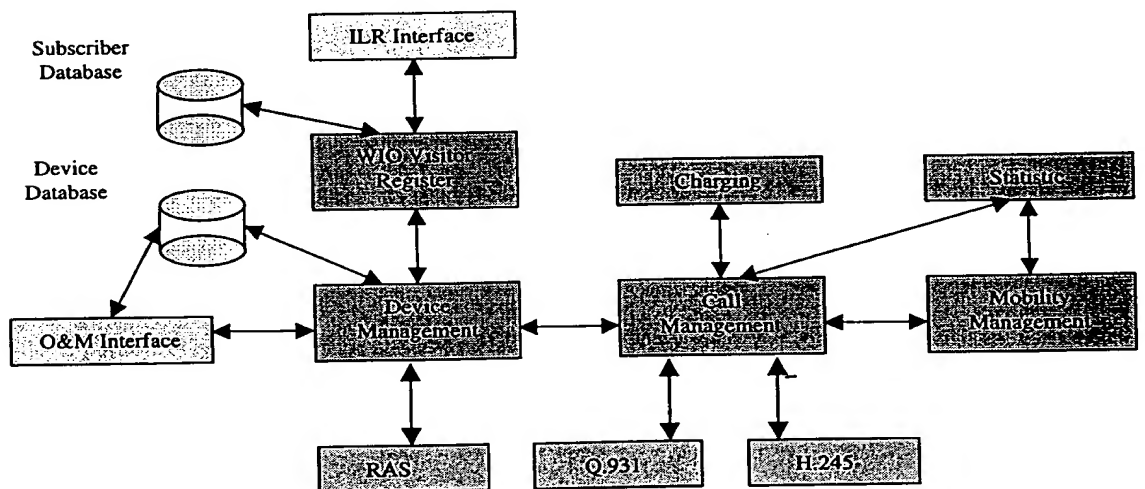 Subscriber
Database
ILR Interface
WIO Visitor
Register
Device
Database
Charging
Statistic
Device
Management
Call
Management
Mobility
Management
O&M Interface
RAS
Q.931
H.245